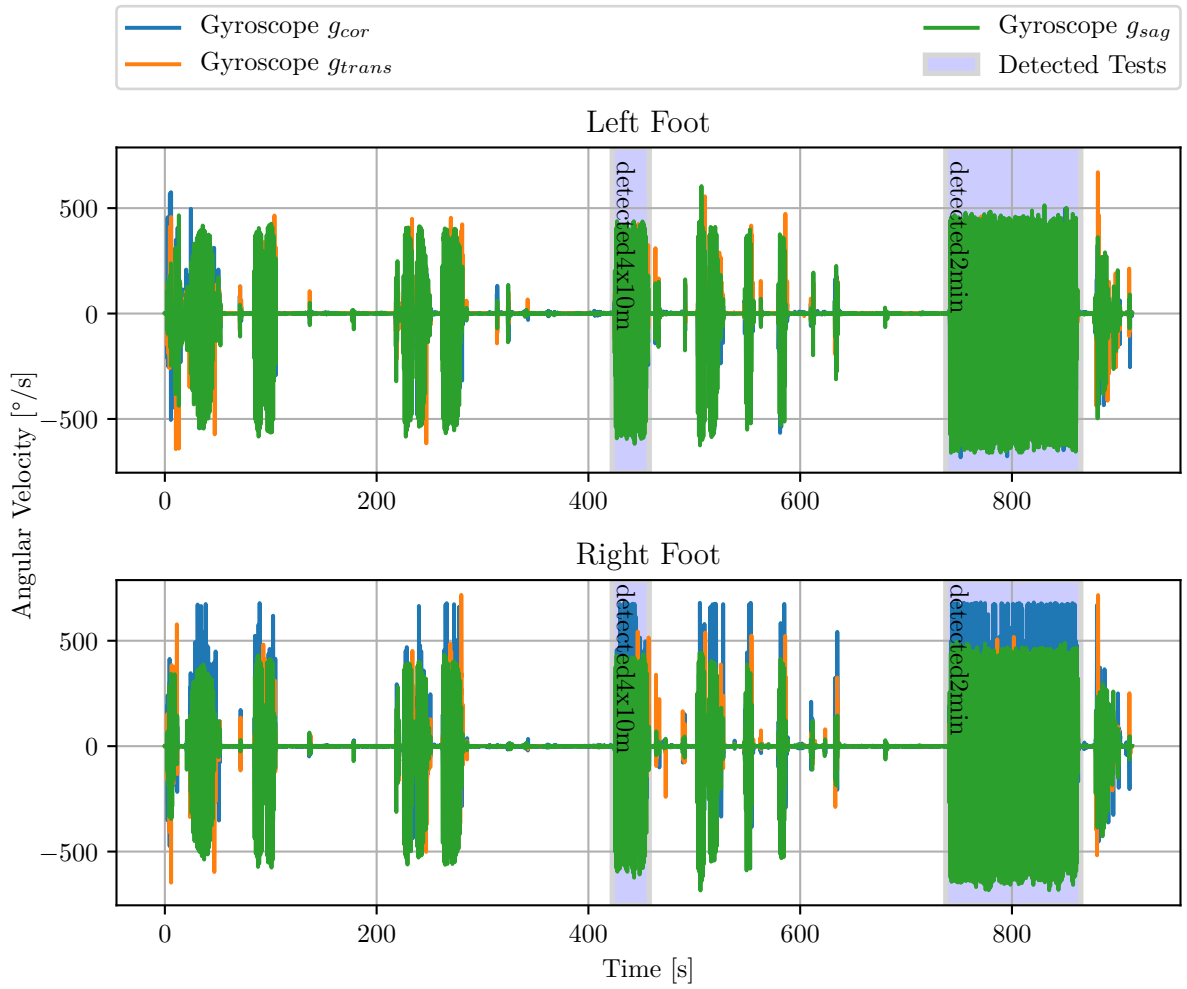 Gyroscope g_cor
Gyroscope g_trans
Gyroscope g_sag
Detected Tests
Left Foot
500
0
−500
detected4x10m
detected2min
0
200
400
600
800
Angular Velocity [°/s]
Right Foot
500
0
−500
detected4x10m
detected2min
0
200
400
600
800
Time [s]